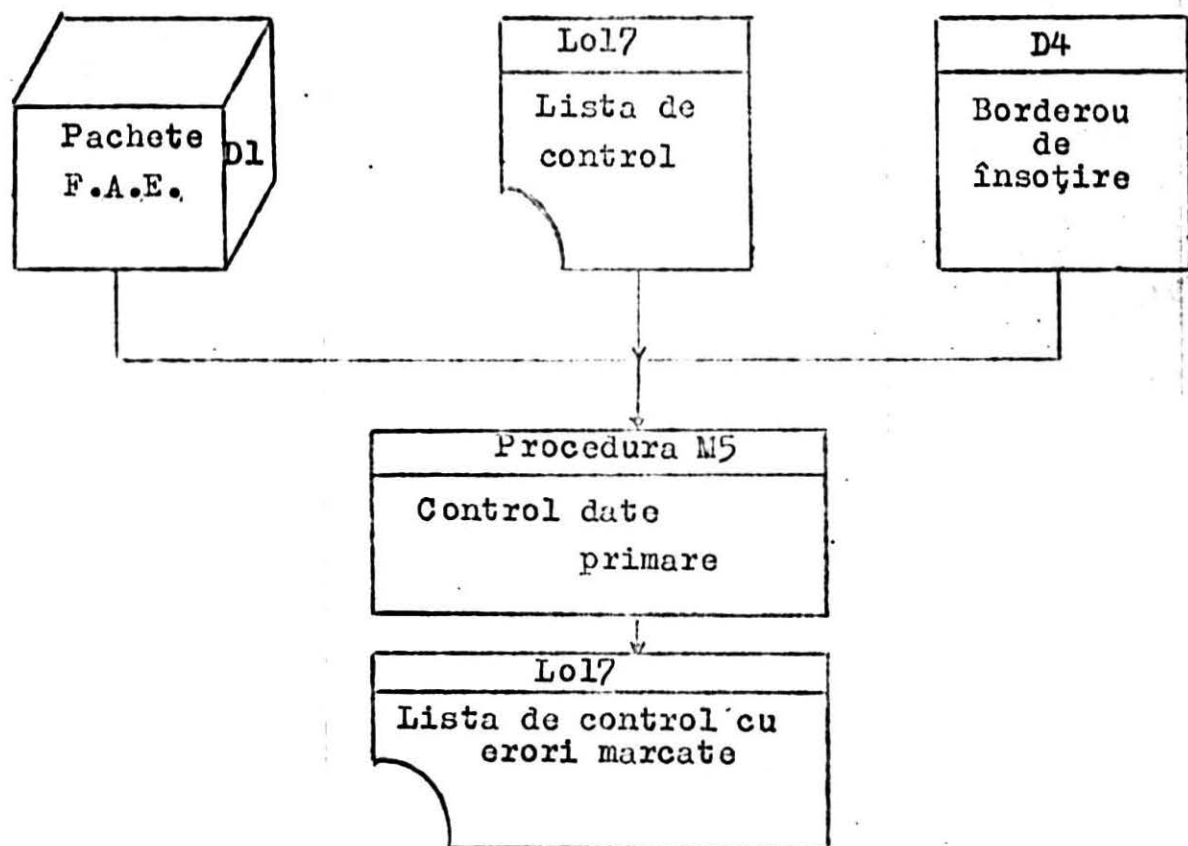 Pachete
F.A.E.
D1
Lo17
Lista de
control
D4
Borderou
de
însoţire
Procedura M5
Control date
primare
Lo17
Lista de control cu
erori marcate